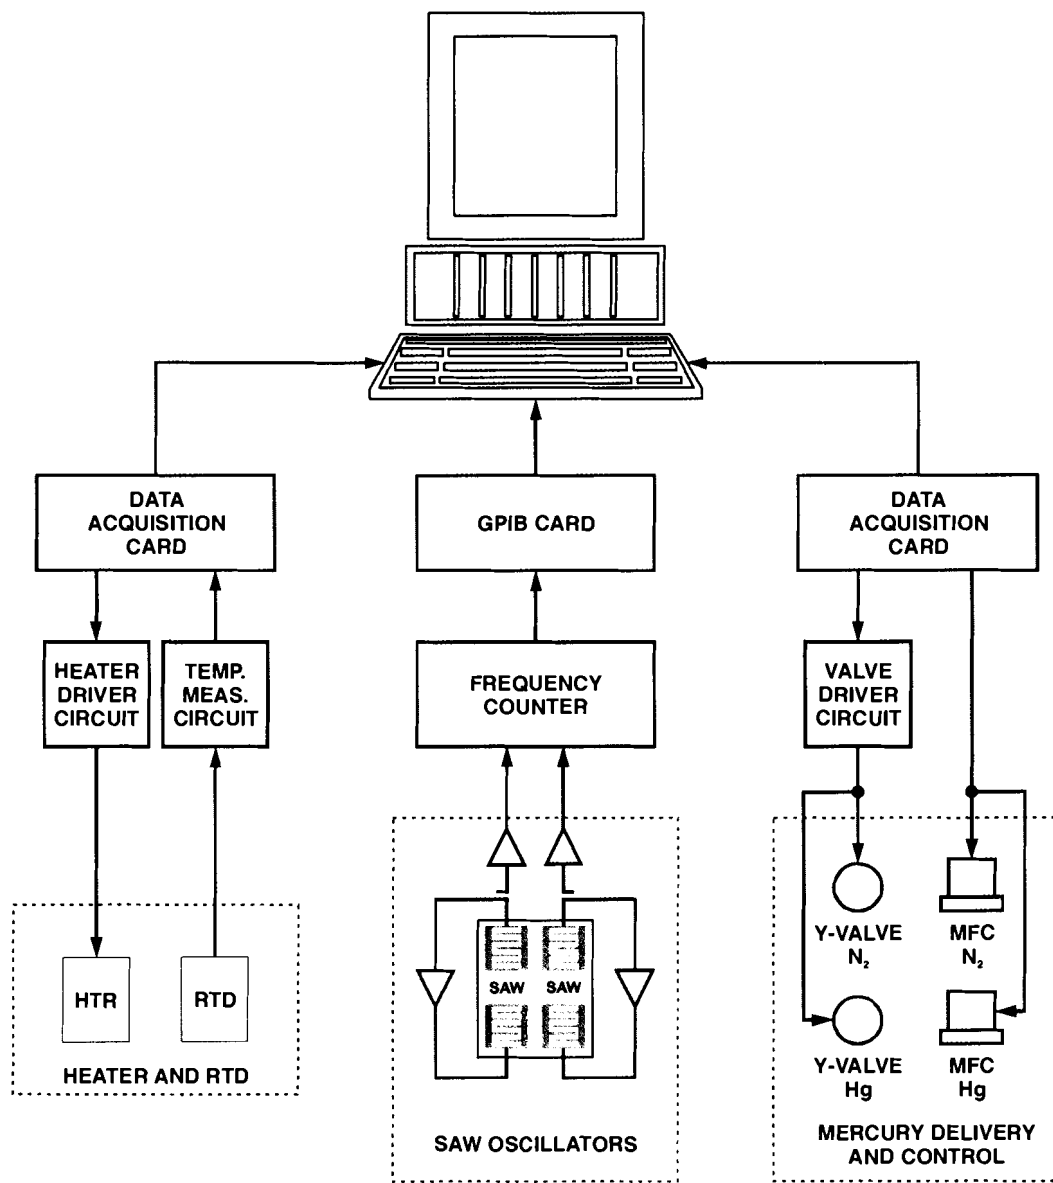 DATA
ACQUISITION
CARD
GPIB CARD
DATA
ACQUISITION
CARD
HEATER
DRIVER
CIRCUIT
TEMP.
MEAS.
CIRCUIT
FREQUENCY
COUNTER
VALVE
DRIVER
CIRCUIT
HTR
RTD
HEATER AND RTD
SAW
SAW
SAW OSCILLATORS
Y-VALVE
N₂
MFC
N₂
Y-VALVE
Hg
MFC
Hg
MERCURY DELIVERY
AND CONTROL